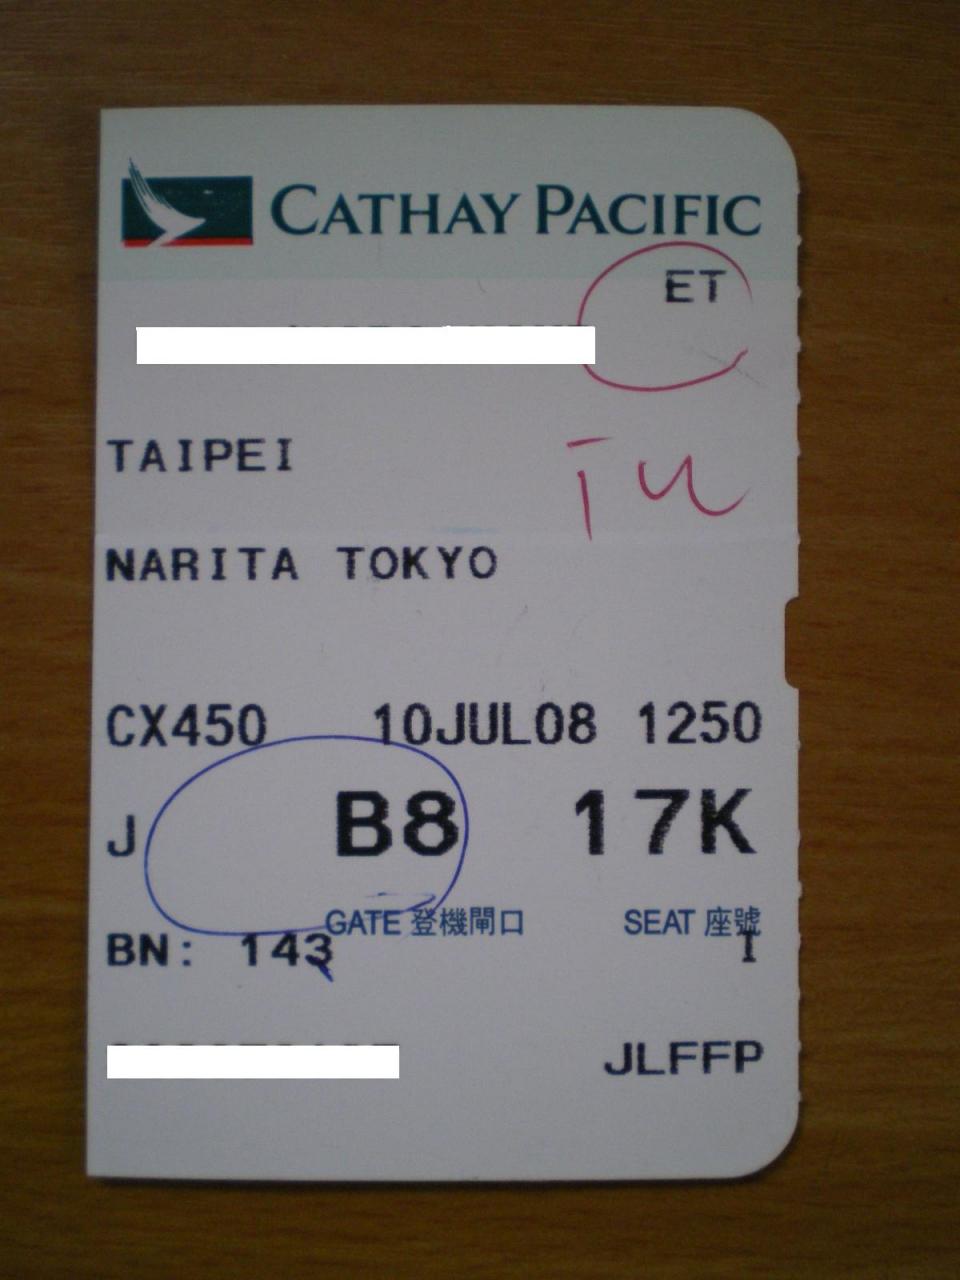 CATHAY PACIFIC
ET
TAIPEI
NARITA TOKYO
CX450 10JUL08 1250
J B8 17K
GATE 登機閘口 SEAT 座號
BN: 143 I
JLFFP